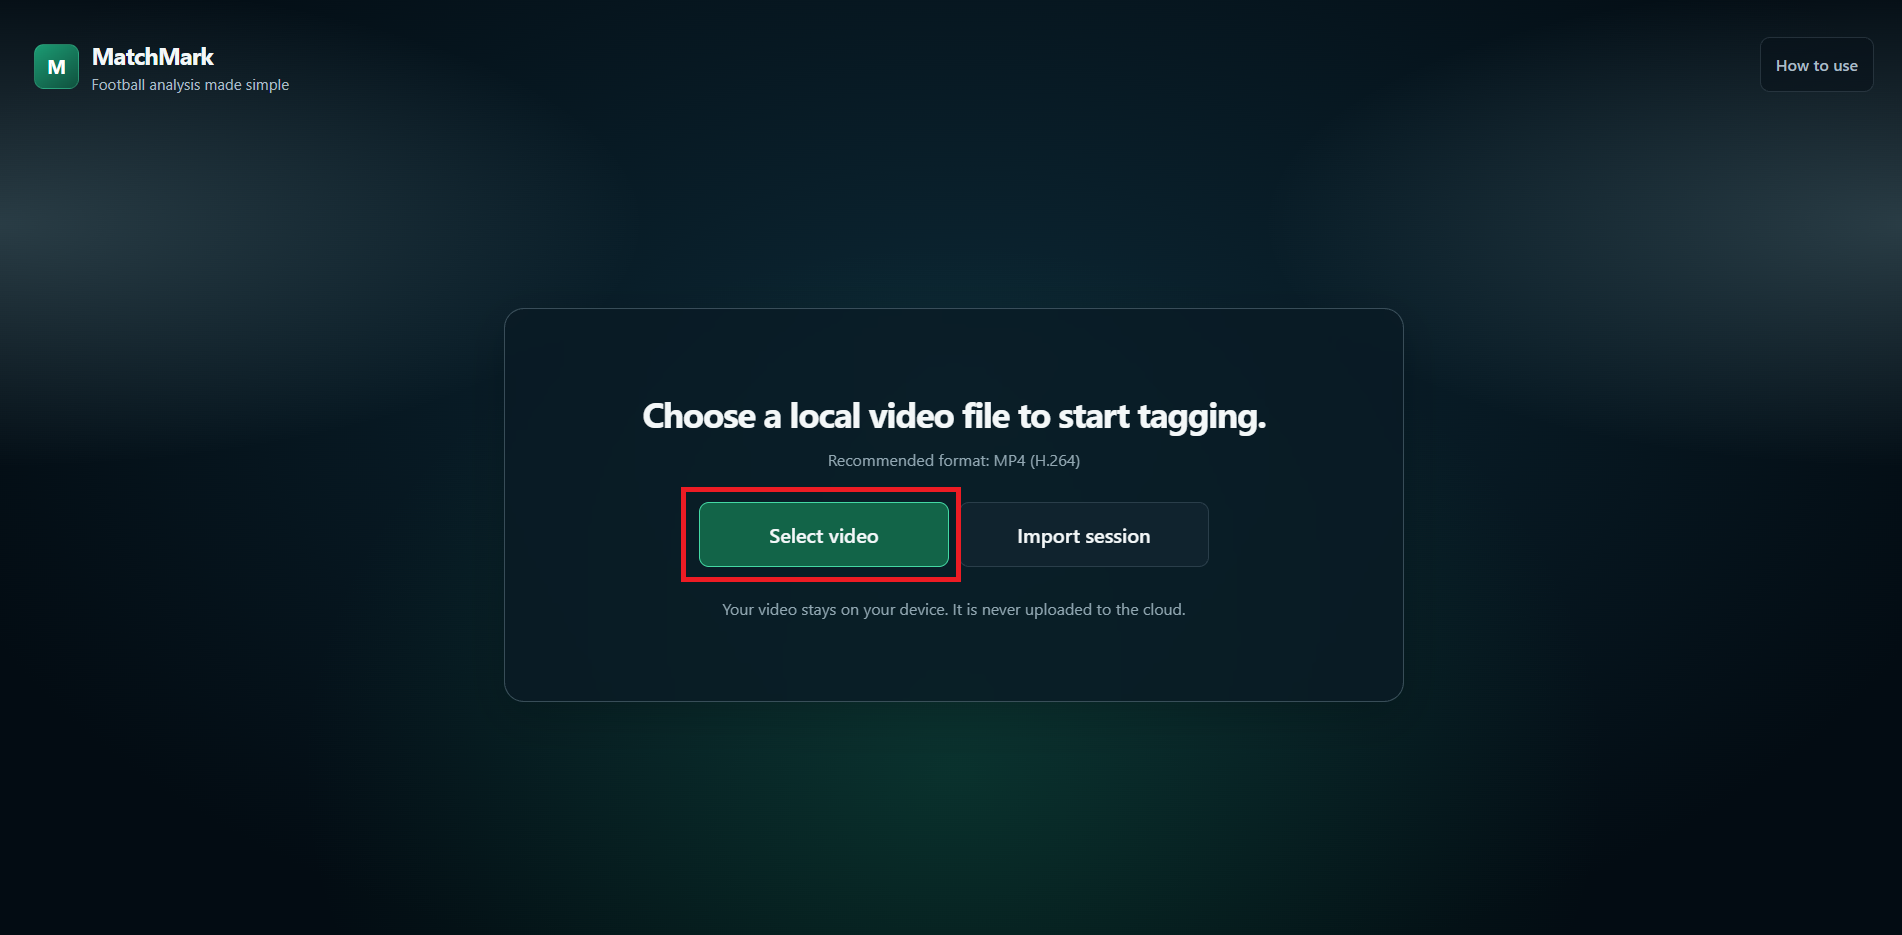 M
MatchMark
Football analysis made simple
How to use
Choose a local video file to start tagging.
Recommended format: MP4 (H.264)
Select video
Import session
Your video stays on your device. It is never uploaded to the cloud.